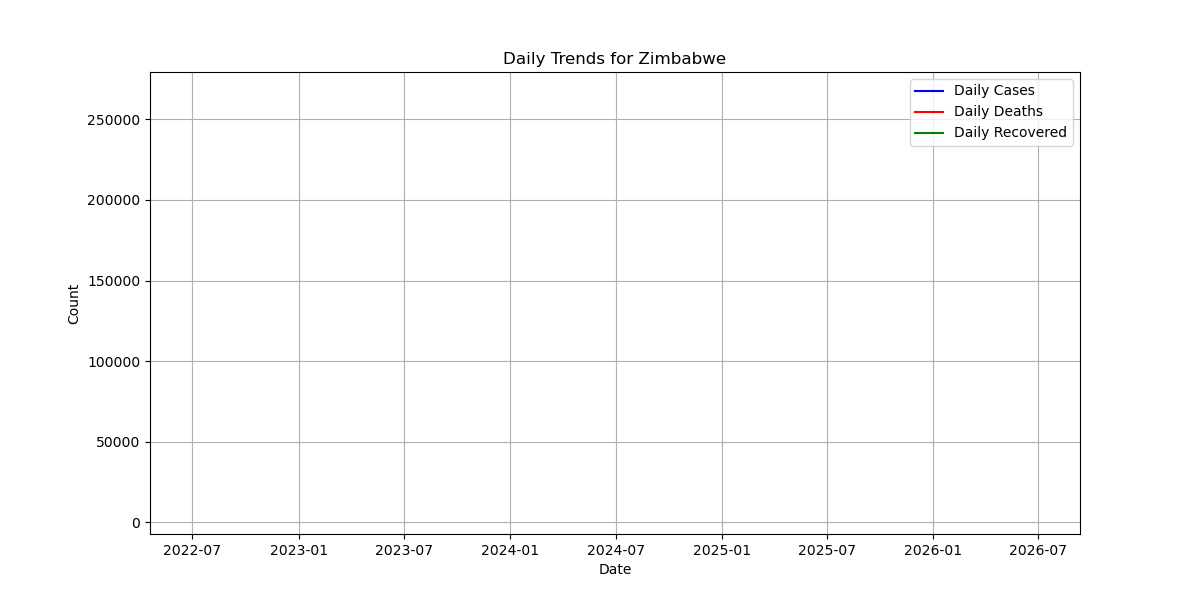 Daily Trends for Zimbabwe
Daily Cases
Daily Deaths
Daily Recovered
250000
200000
150000
100000
50000
0
Count
2022-07 2023-01 2023-07 2024-01 2024-07 2025-01 2025-07 2026-01 2026-07
Date